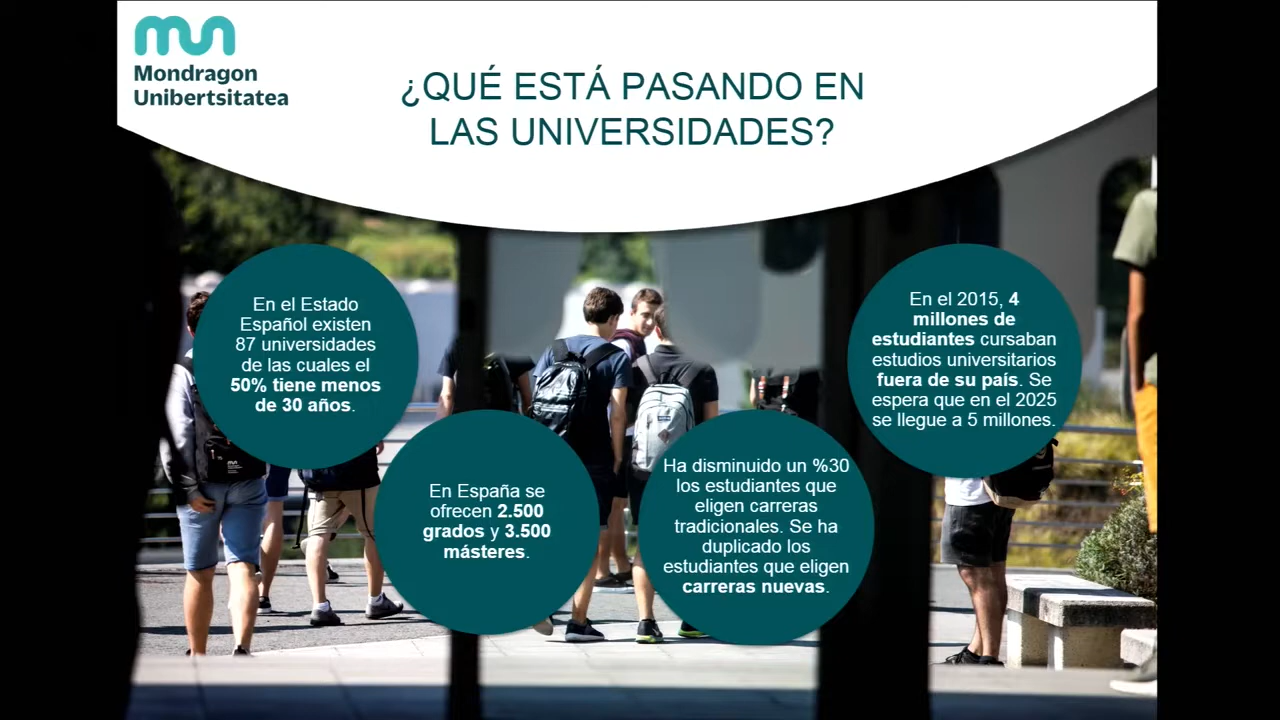 Mondragon
Unibertsitatea
¿QUÉ ESTÁ PASANDO EN
LAS UNIVERSIDADES?
En el Estado
Español existen
87 universidades
de las cuales el
50% tiene menos
de 30 años.
En España se
ofrecen 2.500
grados y 3.500
másteres.
Ha disminuido un %30
los estudiantes que
eligen carreras
tradicionales. Se ha
duplicado los
estudiantes que eligen
carreras nuevas.
En el 2015, 4
millones de
estudiantes cursaban
estudios universitarios
fuera de su país. Se
espera que en el 2025
se llegue a 5 millones.